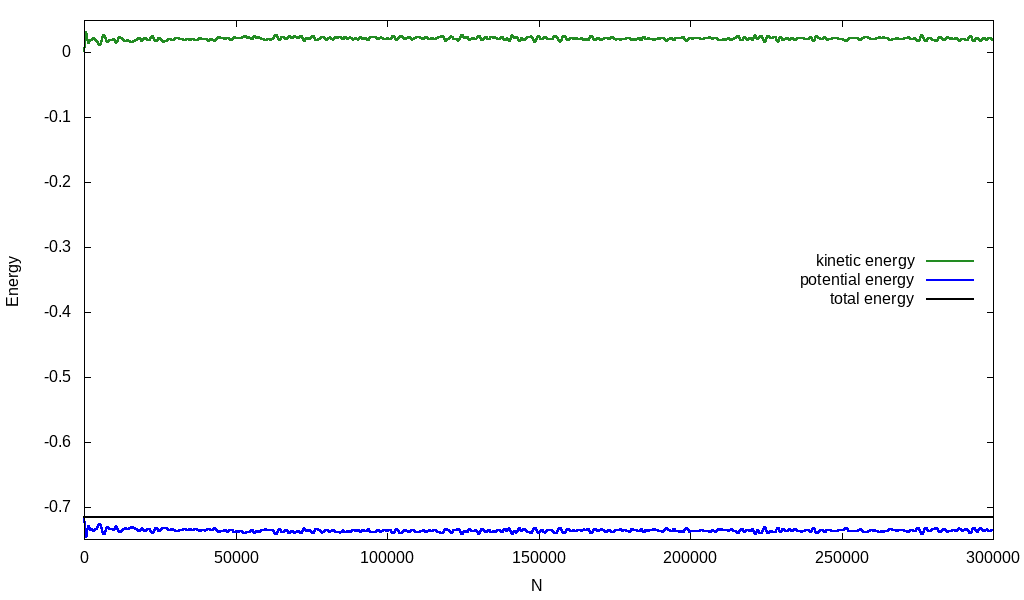 0
-0.1
-0.2
-0.3
-0.4
-0.5
-0.6
-0.7
Energy
kinetic energy
potential energy
total energy
0 50000 100000 150000 200000 250000 300000
N